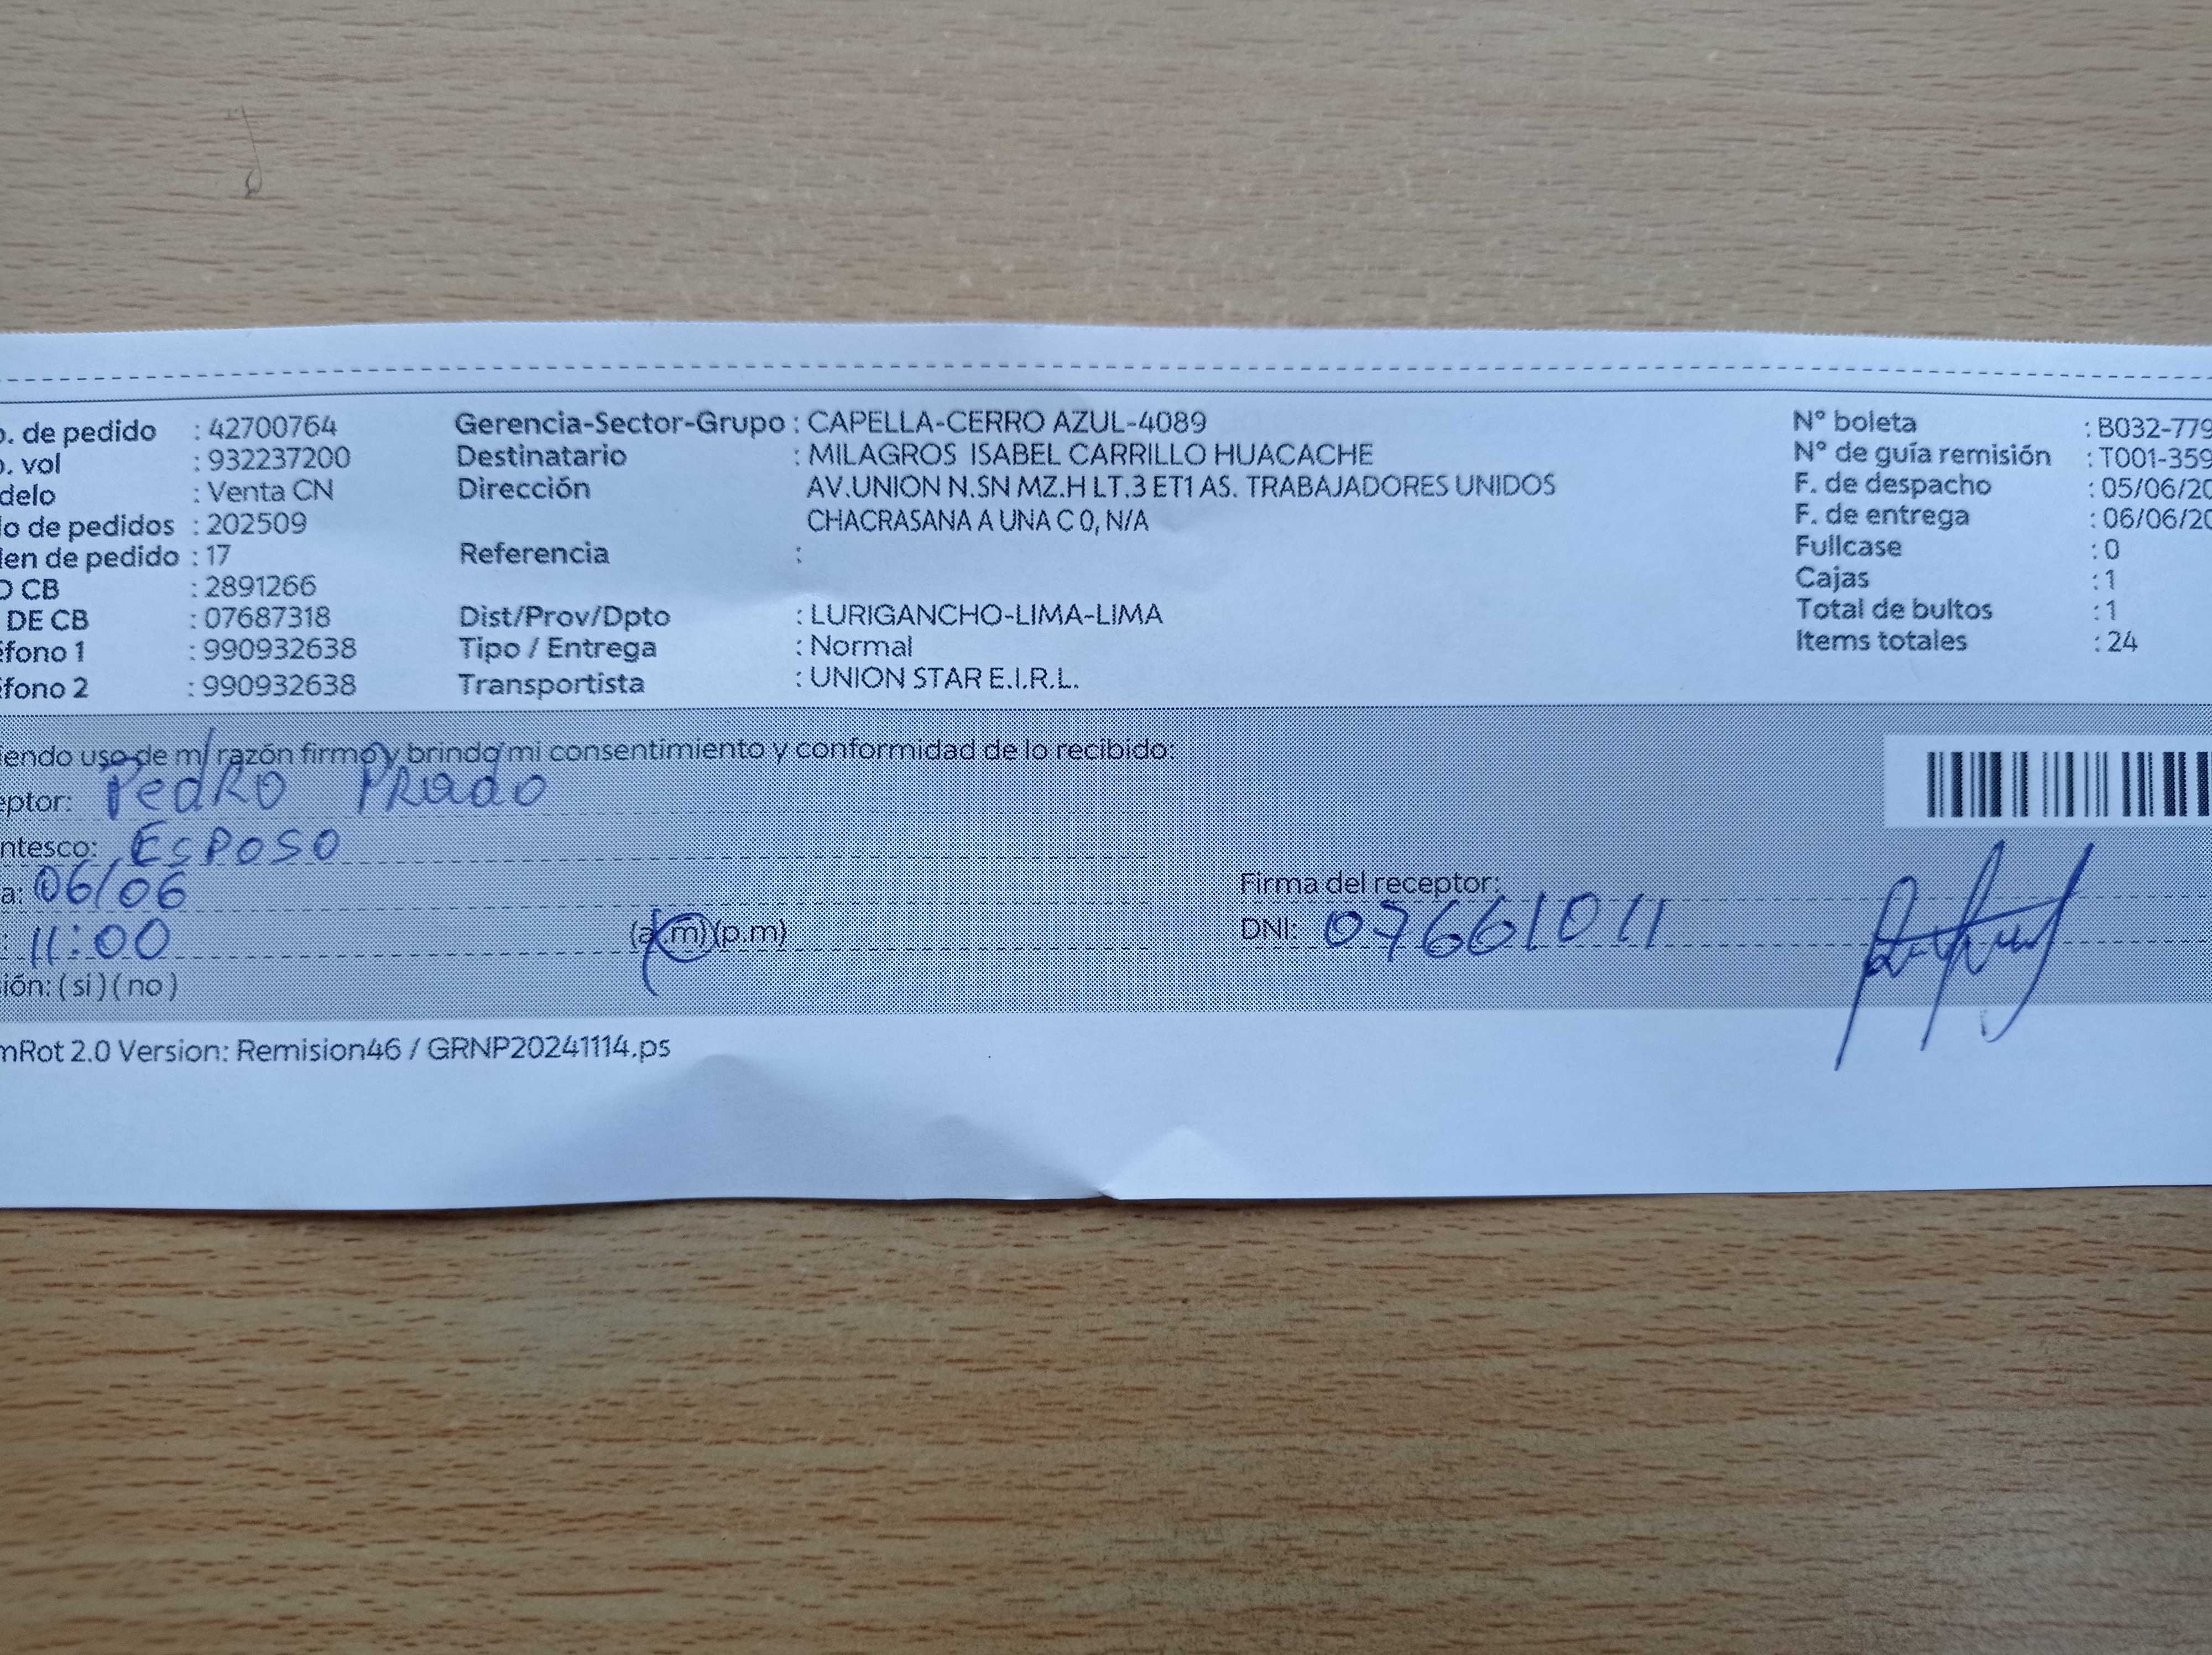 o. de pedido : 42700764 Gerencia-Sector-Grupo : CAPELLA-CERRO AZUL-4089 N° boleta : B032-779
o. vol : 932237200 Destinatario : MILAGROS ISABEL CARRILLO HUACACHE N° de guía remisión : T001-359
delo : Venta CN Dirección AV.UNION N.SN MZ.H LT.3 ET1 AS. TRABAJADORES UNIDOS F. de despacho : 05/06/20
lo de pedidos : 202509 CHACRASANA A UNA C 0, N/A F. de entrega : 06/06/20
len de pedido : 17 Referencia : Fullcase : 0
O CB : 2891266 Cajas : 1
DE CB : 07687318 Dist/Prov/Dpto : LURIGANCHO-LIMA-LIMA Total de bultos : 1
éfono 1 : 990932638 Tipo / Entrega : Normal Items totales : 24
éfono 2 : 990932638 Transportista : UNION STAR E.I.R.L.
iendo uso de mi razón firmo y brindo mi consentimiento y conformidad de lo recibido:
eptor: Pedro Prado
ntesco: Esposo
a: 06/06 Firma del receptor:
: 11:00 (a.m) (p.m) DNI: 07661011
ión: ( si ) ( no )
mRot 2.0 Version: Remision46 / GRNP20241114.ps